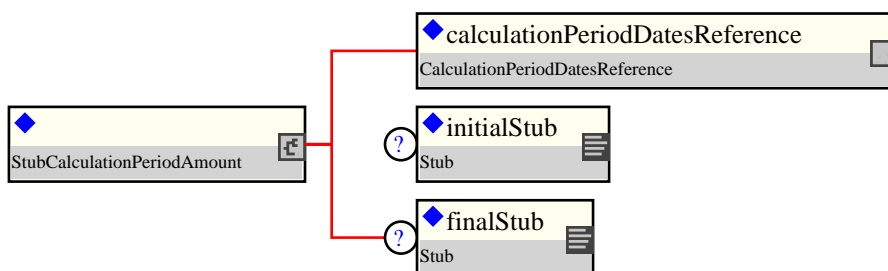 calculationPeriodDatesReference
CalculationPeriodDatesReference
StubCalculationPeriodAmount
? initialStub
Stub
? finalStub
Stub